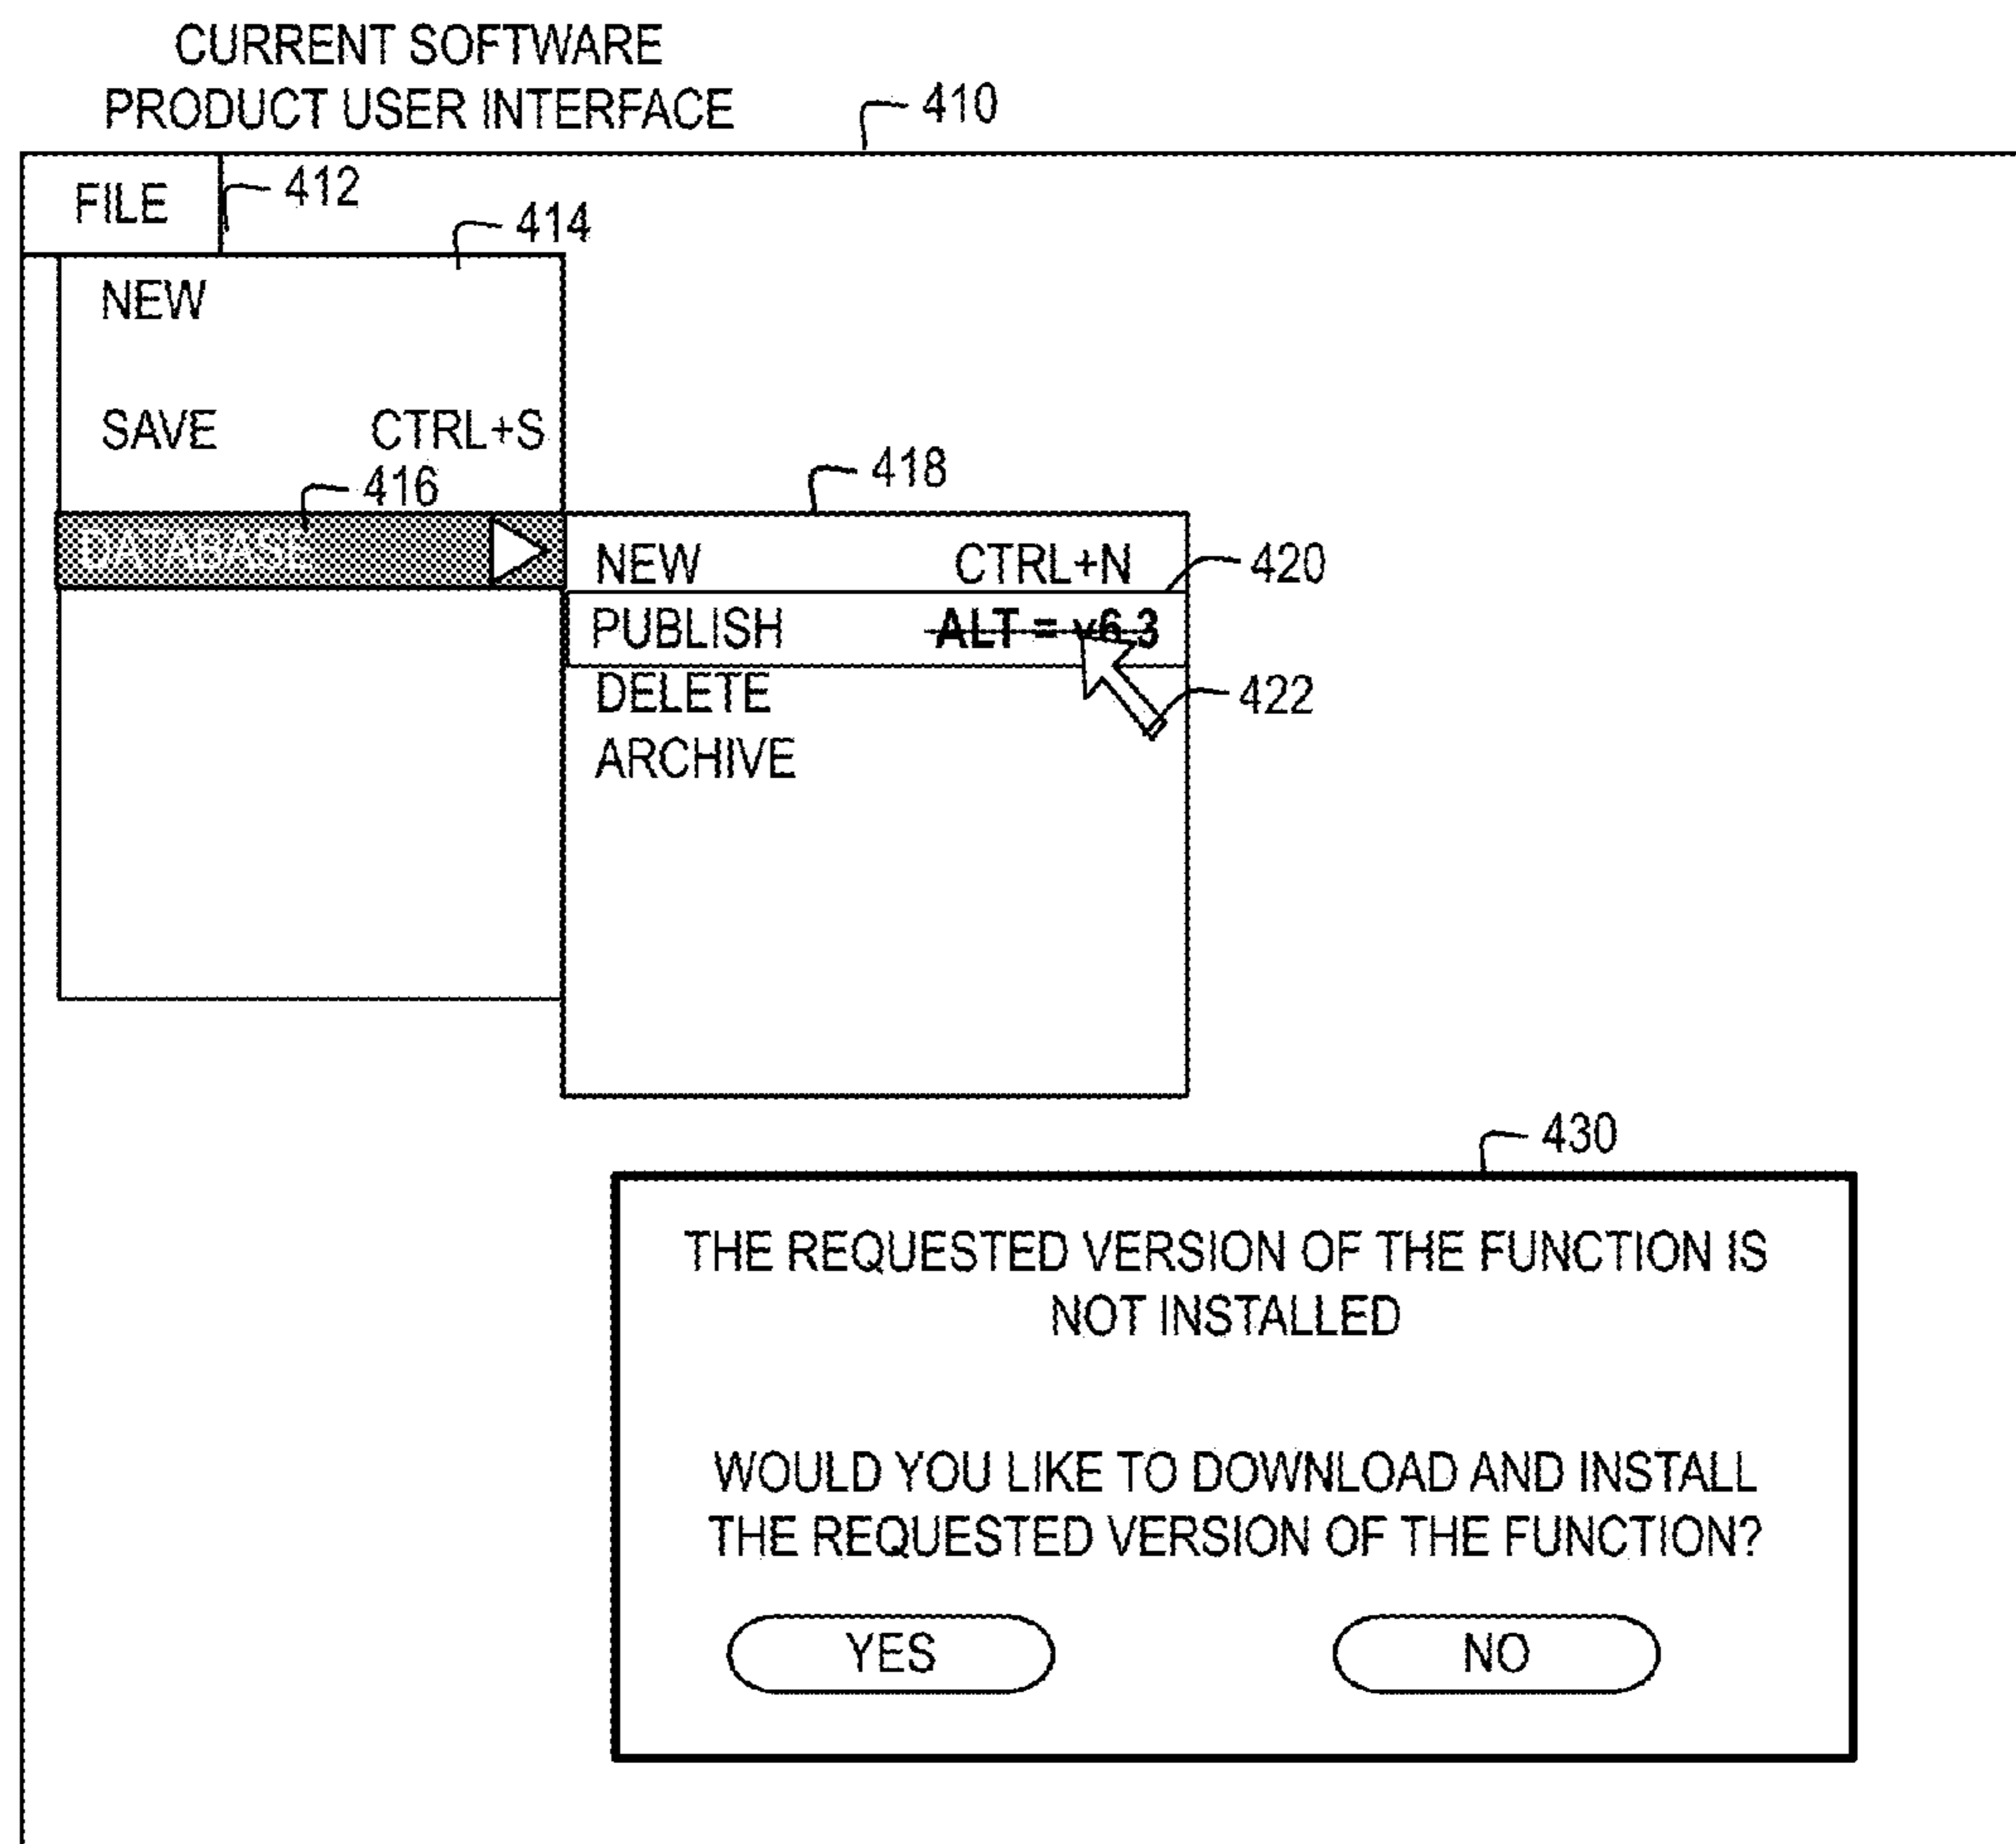 CURRENT SOFTWARE
PRODUCT USER INTERFACE
410
FILE
412
414
NEW
SAVE CTRL+S
416
418
DATABASE
NEW CTRL+N
420
PUBLISH ALT = v6.3
DELETE
422
ARCHIVE
430
THE REQUESTED VERSION OF THE FUNCTION IS
NOT INSTALLED
WOULD YOU LIKE TO DOWNLOAD AND INSTALL
THE REQUESTED VERSION OF THE FUNCTION?
YES NO